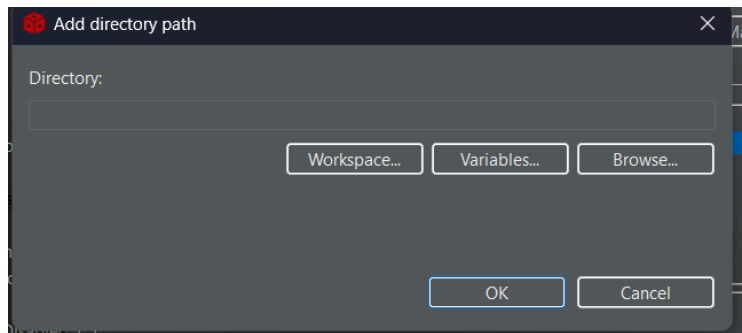 Add directory path
Directory:
Workspace... Variables... Browse...
OK Cancel